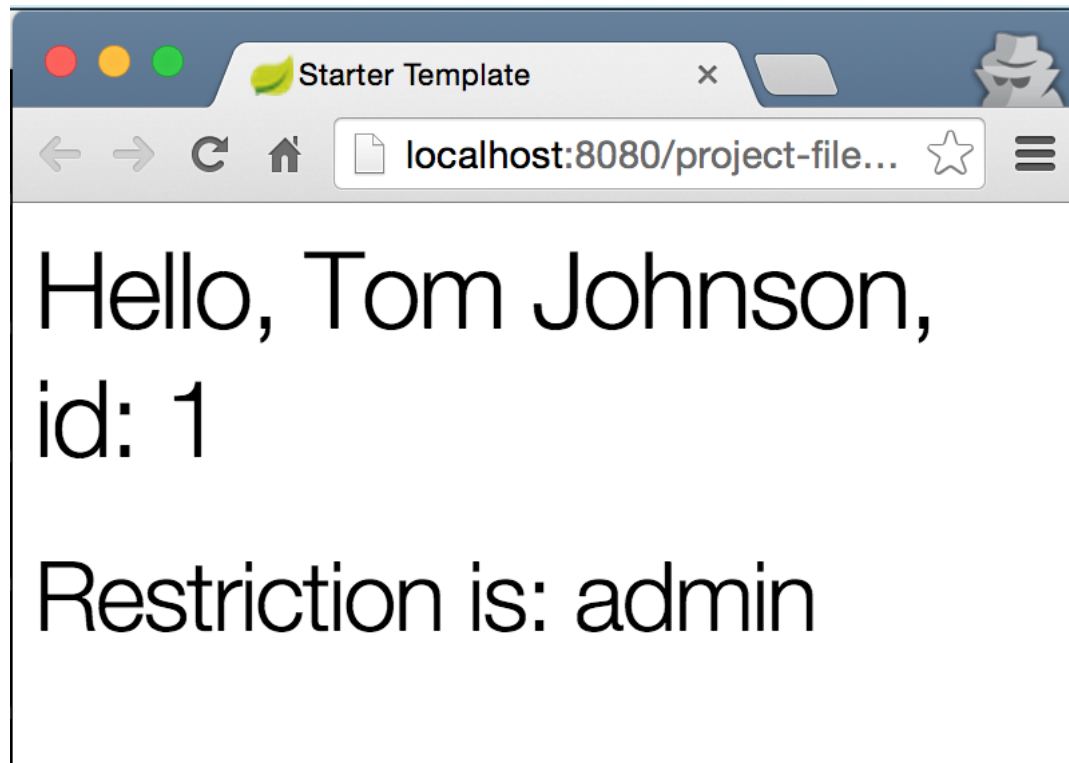 Starter Template
localhost:8080/project-file...
Hello, Tom Johnson,
id: 1
Restriction is: admin